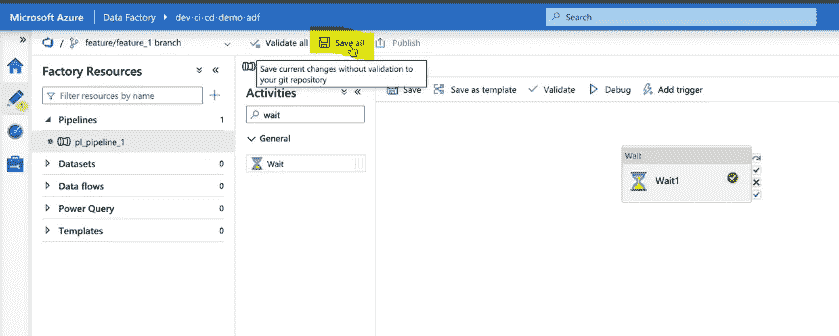 Microsoft Azure Data Factory ▸ dev-ci-cd-demo-adf Search
» / feature/feature_1 branch Validate all Save all Publish
Save current changes without validation to
your git repository
Factory Resources
Filter resources by name
Pipelines 1
pl_pipeline_1
Datasets 0
Data flows 0
Power Query 0
Templates 0
Activities
wait
General
Wait
Save Save as template Validate Debug Add trigger
Wait
Wait1